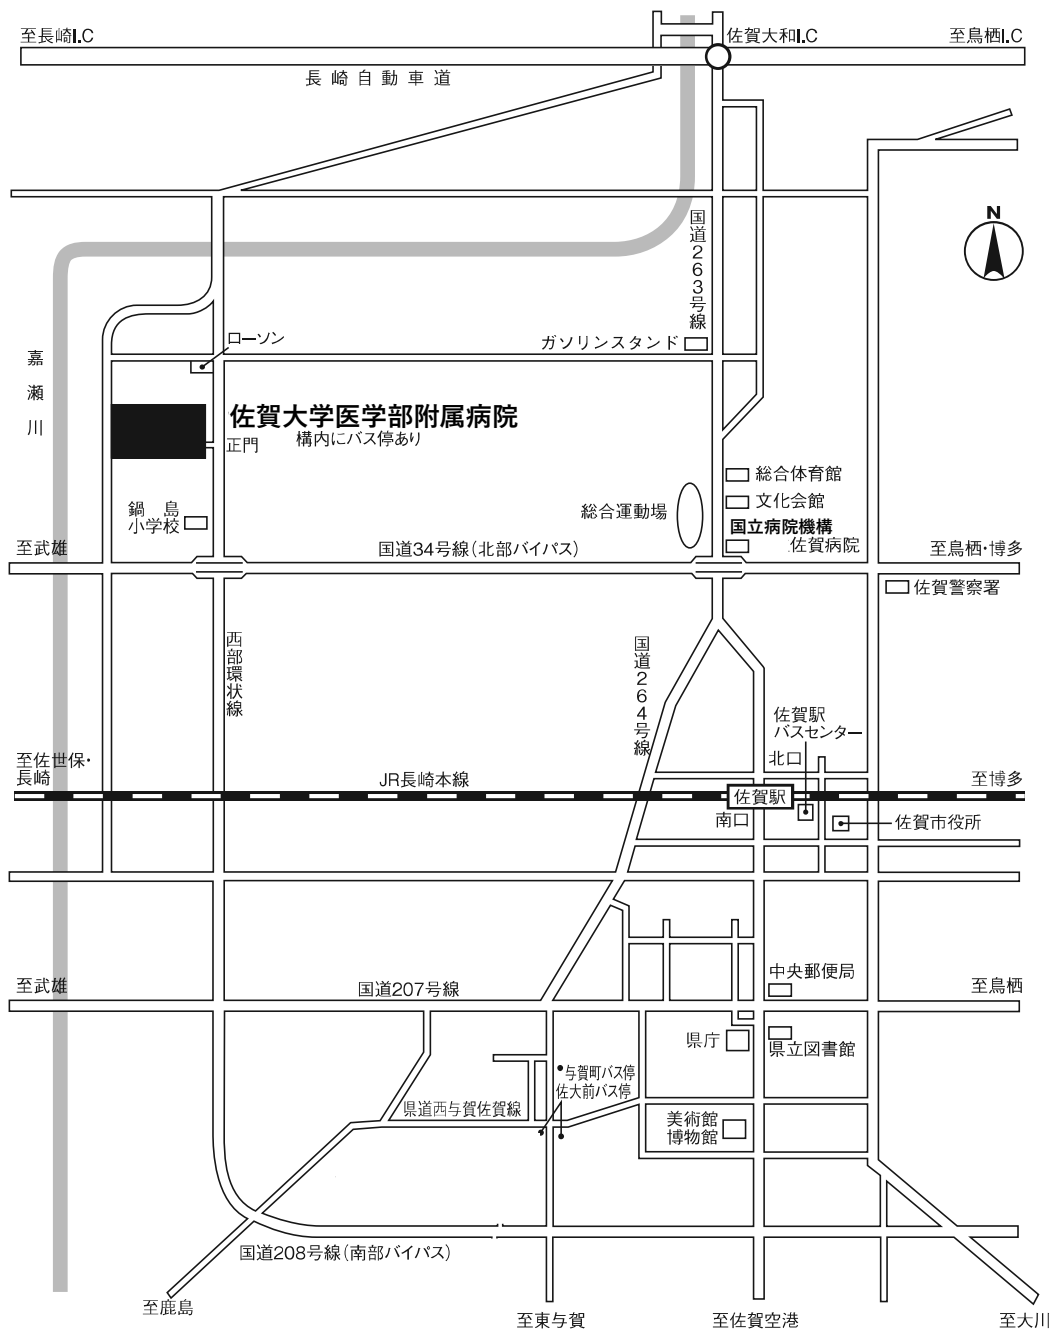 至長崎I.C
佐賀大和I.C
至鳥栖I.C
長崎自動車道
N
国道263号線
ローソン
ガソリンスタンド
嘉瀬川
佐賀大学医学部附属病院
構内にバス停あり
正門
総合体育館
文化会館
総合運動場
国立病院機構
佐賀病院
鍋島
小学校
至武雄
国道34号線(北部バイパス)
至鳥栖・博多
佐賀警察署
西部環状線
国道264号線
佐賀駅
バスセンター
北口
至佐世保・
長崎
JR長崎本線
至博多
佐賀駅
南口
佐賀市役所
中央郵便局
至武雄
国道207号線
至鳥栖
県庁
県立図書館
与賀町バス停
佐大前バス停
県道西与賀佐賀線
美術館
博物館
国道208号線(南部バイパス)
至鹿島
至東与賀
至佐賀空港
至大川